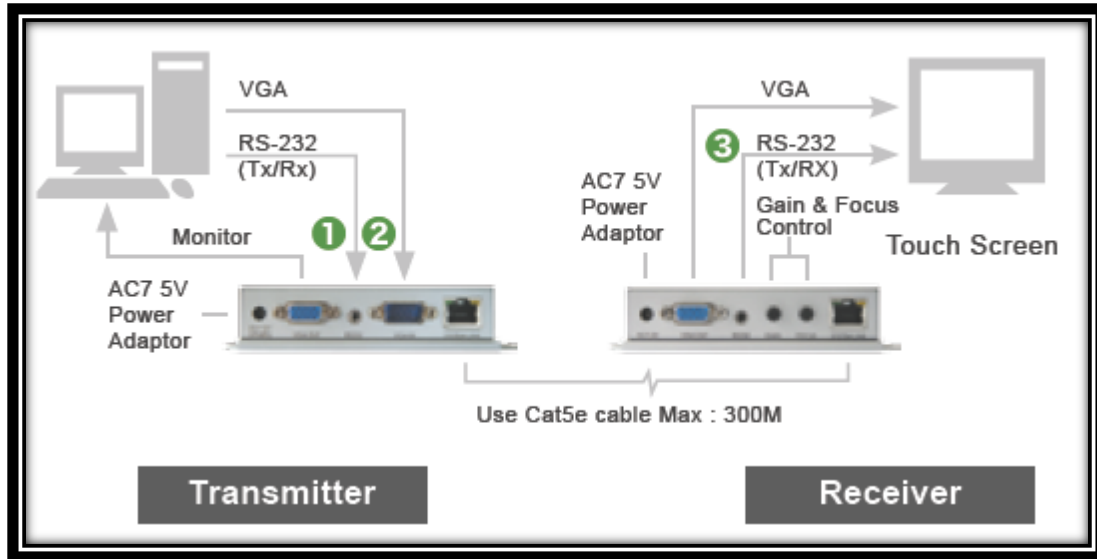 VGA
RS-232
(Tx/Rx)
Monitor
1
2
AC7 5V
Power
Adaptor
VGA
3
RS-232
(Tx/RX)
AC7 5V
Power
Adaptor
Gain & Focus
Control
Touch Screen
Use Cat5e cable Max : 300M
Transmitter
Receiver